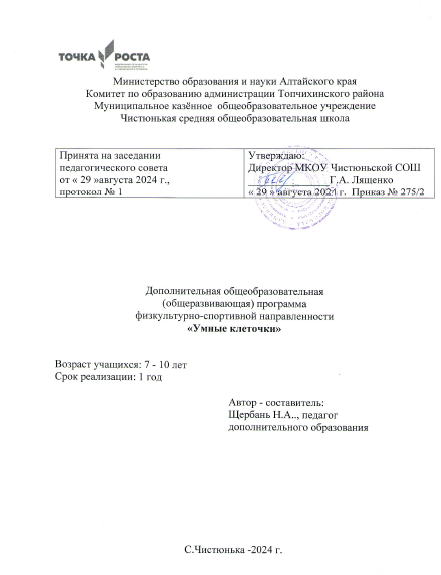 ТОЧКА РОСТА
Министерство образования и науки Алтайского края
Комитет по образованию администрации Топчихинского района
Муниципальное казённое общеобразовательное учреждение
Чистюнькая средняя общеобразовательная школа
Принята на заседании
педагогического совета
от « 29 »августа 2024 г.,
протокол № 1
Утверждаю:
Директор МКОУ Чистюньской СОШ
Г.А. Лященко
« 29 » августа 2024 г. Приказ № 275/2
Дополнительная общеобразовательная
(общеразвивающая) программа
физкультурно-спортивной направленности
«Умные клеточки»
Возраст учащихся: 7 - 10 лет
Срок реализации: 1 год
Автор - составитель:
Щербань Н.А.., педагог
дополнительного образования
С.Чистюнька -2024 г.